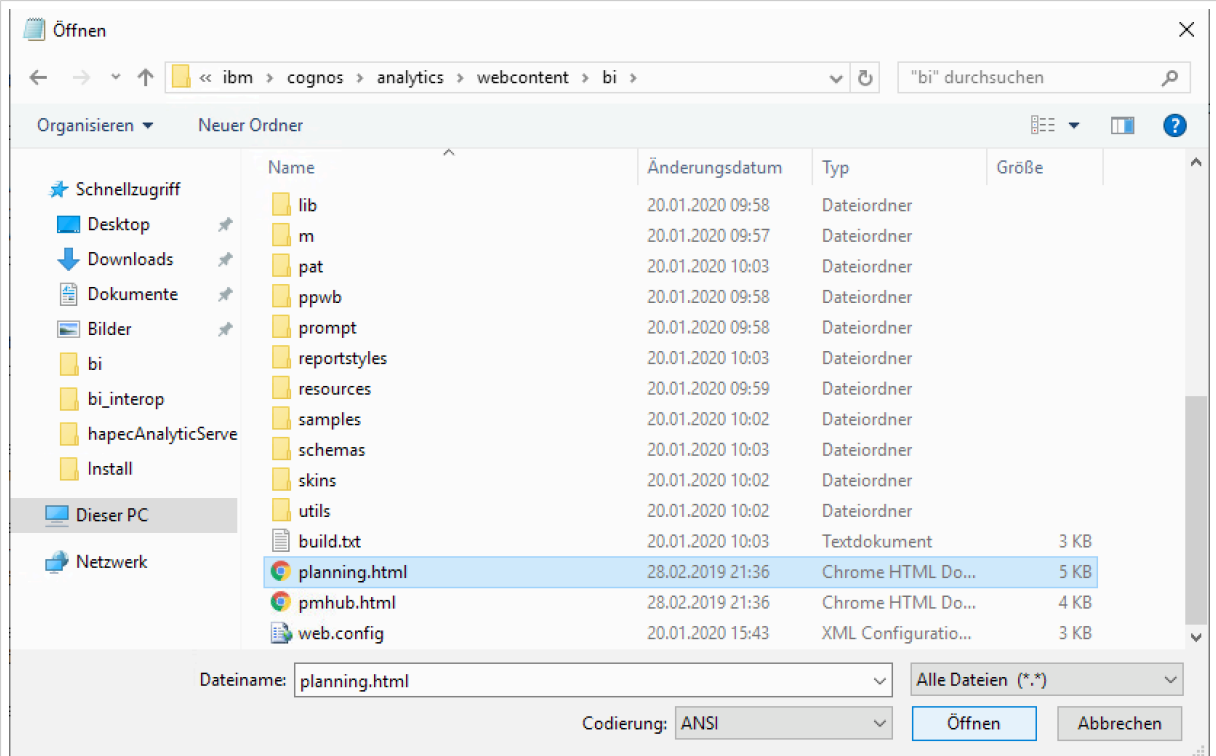 Öffnen
« ibm › cognos › analytics › webcontent › bi › "bi" durchsuchen
Organisieren Neuer Ordner ?
Name Änderungsdatum Typ Größe
Schnellzugriff
Desktop
Downloads
Dokumente
Bilder
bi
bi_interop
hapecAnalyticServe
Install
Dieser PC
Netzwerk
lib 20.01.2020 09:58 Dateiordner
m 20.01.2020 09:57 Dateiordner
pat 20.01.2020 10:03 Dateiordner
ppwb 20.01.2020 09:58 Dateiordner
prompt 20.01.2020 09:58 Dateiordner
reportstyles 20.01.2020 10:03 Dateiordner
resources 20.01.2020 09:59 Dateiordner
samples 20.01.2020 10:02 Dateiordner
schemas 20.01.2020 10:03 Dateiordner
skins 20.01.2020 10:02 Dateiordner
utils 20.01.2020 10:02 Dateiordner
build.txt 20.01.2020 10:03 Textdokument 3 KB
planning.html 28.02.2019 21:36 Chrome HTML Do... 5 KB
pmhub.html 28.02.2019 21:36 Chrome HTML Do... 4 KB
web.config 20.01.2020 15:43 XML Configuratio... 3 KB
Dateiname: planning.html Alle Dateien (*.*)
Codierung: ANSI Öffnen Abbrechen